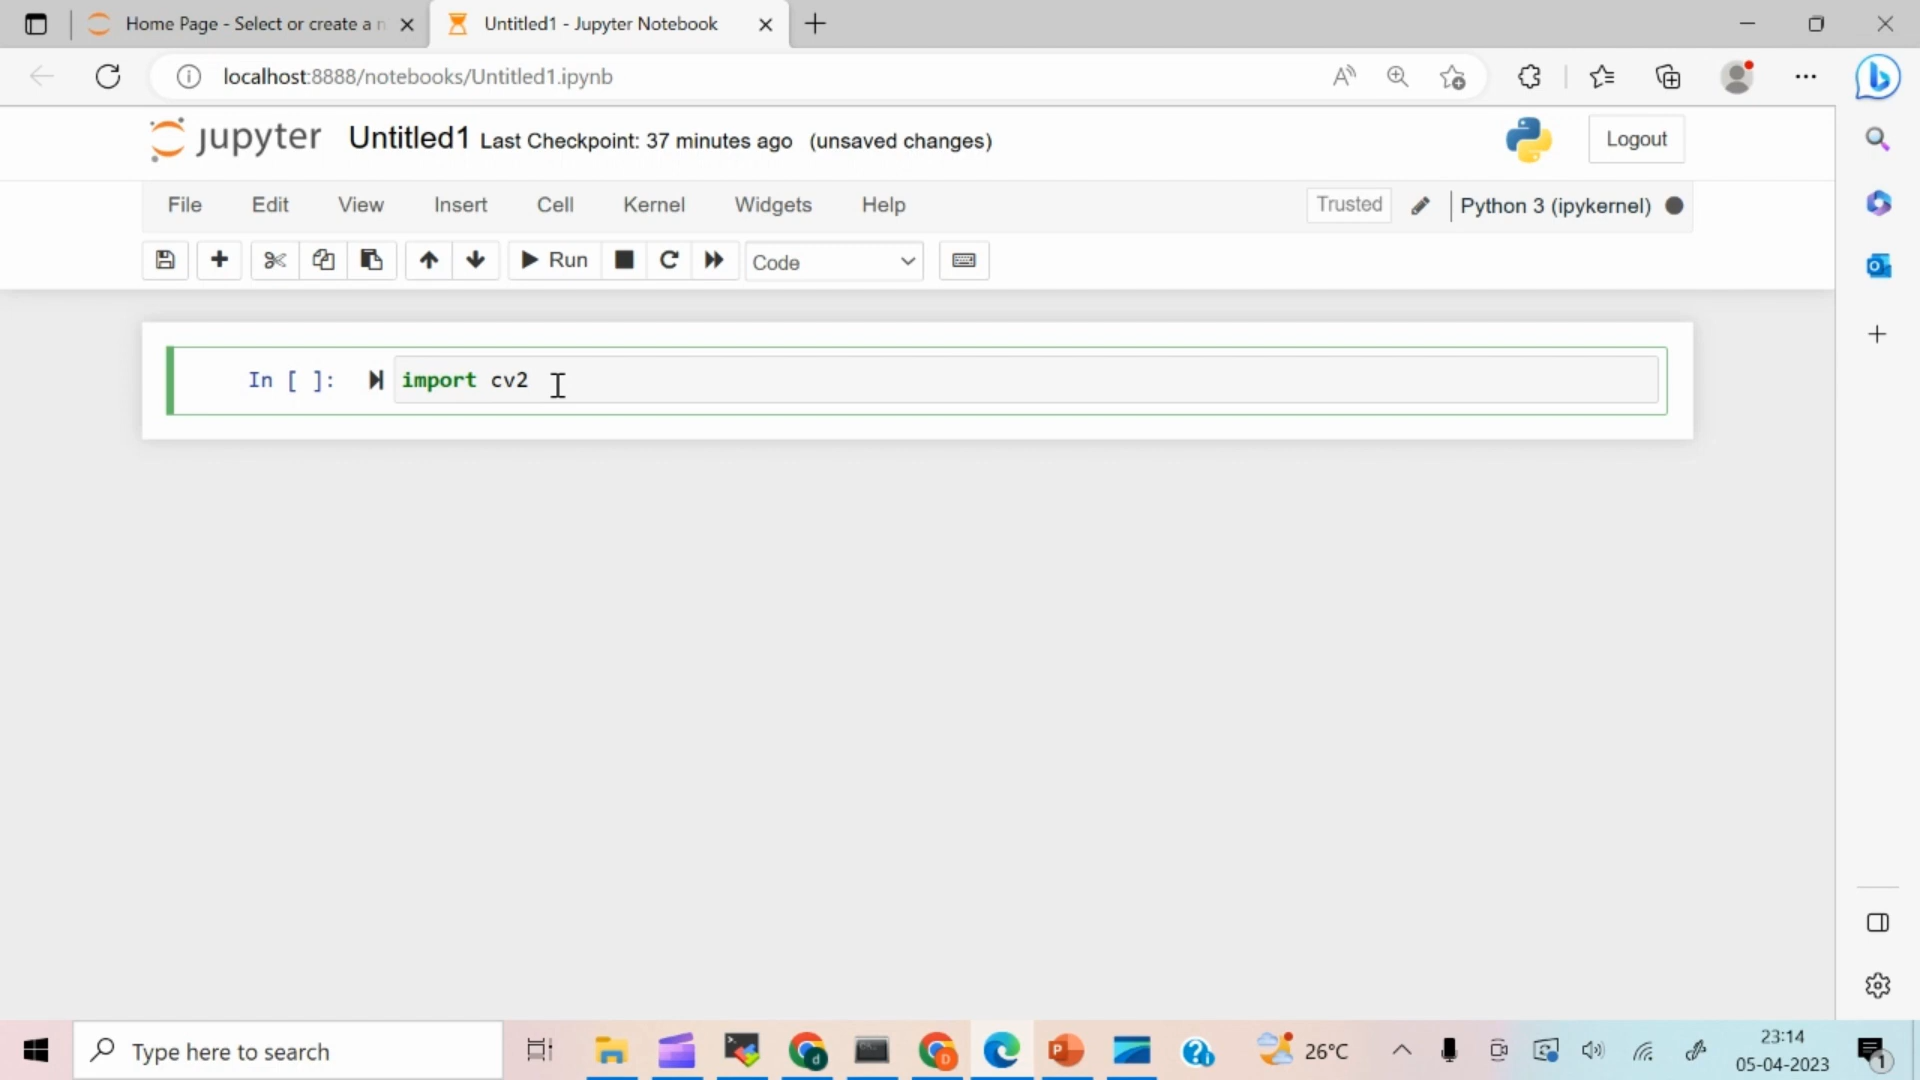 Home Page - Select or create a n
Untitled1 - Jupyter Notebook
localhost:8888/notebooks/Untitled1.ipynb
jupyter Untitled1 Last Checkpoint: 37 minutes ago (unsaved changes)
Logout
File Edit View Insert Cell Kernel Widgets Help
Trusted
Python 3 (ipykernel)
Run
Code
In [ ]: import cv2
Type here to search
26°C
23:14
05-04-2023
1